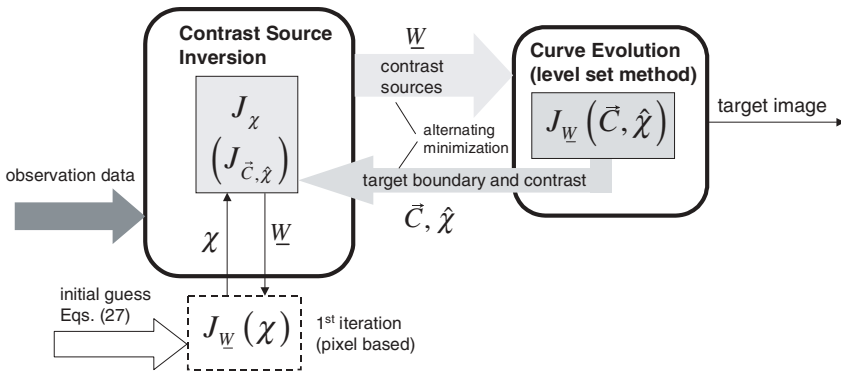 Contrast Source
Inversion
W
contrast
sources
Curve Evolution
(level set method)
J_χ
(J_{C⃗,χ̂})
J_W(C⃗, χ̂)
target image
alternating
minimization
observation data
target boundary and contrast
C⃗, χ̂
χ
W
initial guess
Eqs. (27)
J_W(χ)
1st iteration
(pixel based)